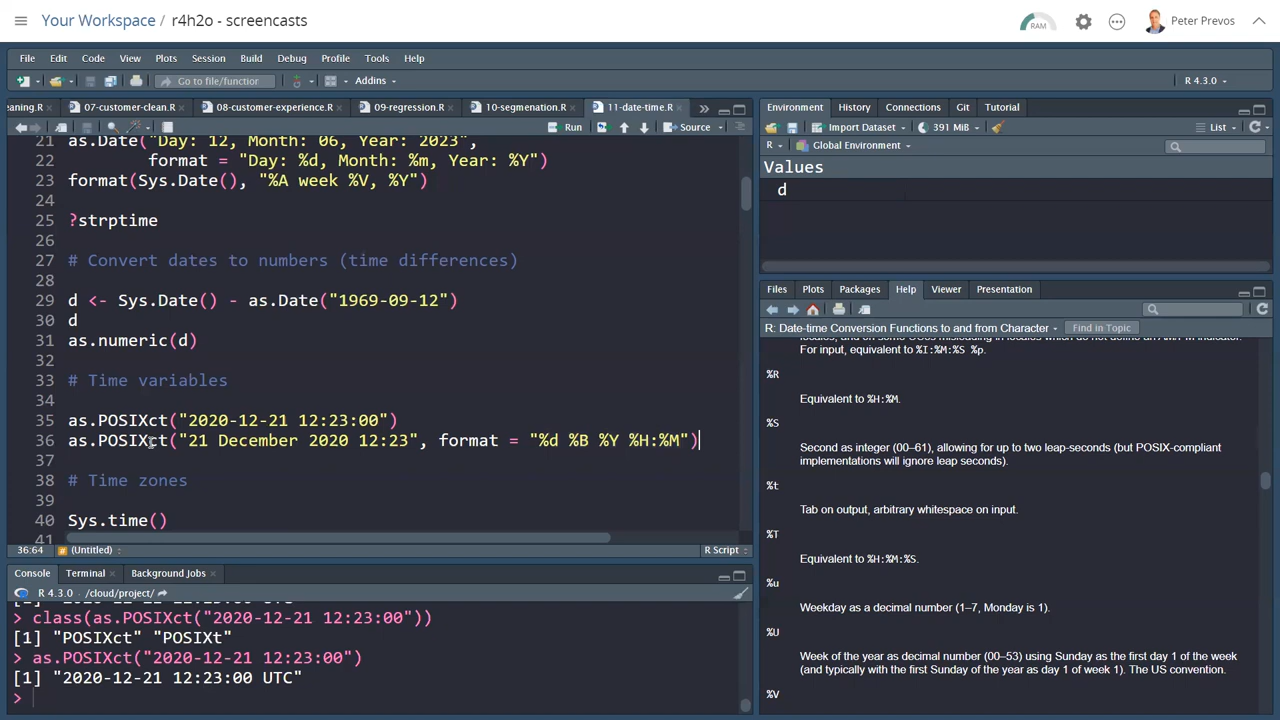 Your Workspace / r4h2o - screencasts
RAM
Peter Prevos
File Edit Code View Plots Session Build Debug Profile Tools Help
Go to file/function Addins
R 4.3.0
eaning.R 07-customer-clean.R 08-customer-experience.R 09-regression.R 10-segmenation.R 11-date-time.R
Run Source
21 as.Date("Day: 12, Month: 06, Year: 2023",
22 format = "Day: %d, Month: %m, Year: %Y")
23 format(Sys.Date(), "%A week %V, %Y")
24
25 ?strptime
26
27 # Convert dates to numbers (time differences)
28
29 d <- Sys.Date() - as.Date("1969-09-12")
30 d
31 as.numeric(d)
32
33 # Time variables
34
35 as.POSIXct("2020-12-21 12:23:00")
36 as.POSIXct("21 December 2020 12:23", format = "%d %B %Y %H:%M")
37
38 # Time zones
39
40 Sys.time()
41
36:64 (Untitled) R Script
Console Terminal Background Jobs
R 4.3.0 · /cloud/project/
> class(as.POSIXct("2020-12-21 12:23:00"))
[1] "POSIXct" "POSIXt"
> as.POSIXct("2020-12-21 12:23:00")
[1] "2020-12-21 12:23:00 UTC"
>
Environment History Connections Git Tutorial
Import Dataset 391 MiB List
R Global Environment
Values
d
Files Plots Packages Help Viewer Presentation
R: Date-time Conversion Functions to and from Character Find in Topic
For input, equivalent to %I:%M:%S %p.
%R
Equivalent to %H:%M.
%S
Second as integer (00–61), allowing for up to two leap-seconds (but POSIX-compliant
implementations will ignore leap seconds).
%t
Tab on output, arbitrary whitespace on input.
%T
Equivalent to %H:%M:%S.
%u
Weekday as a decimal number (1–7, Monday is 1).
%U
Week of the year as decimal number (00–53) using Sunday as the first day 1 of the week
(and typically with the first Sunday of the year as day 1 of week 1). The US convention.
%V